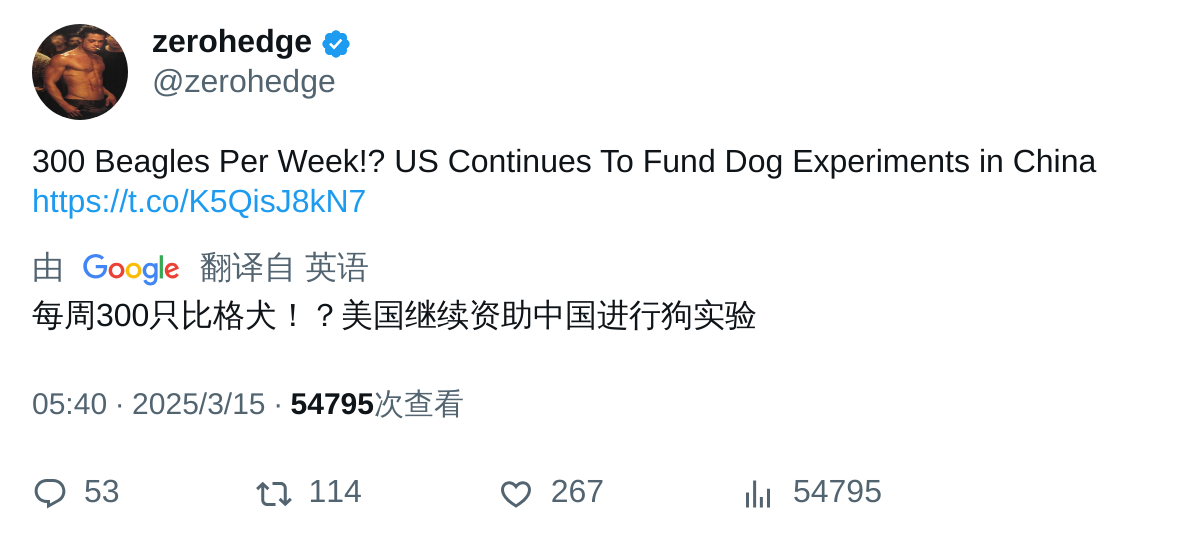 zerohedge
@zerohedge
300 Beagles Per Week!? US Continues To Fund Dog Experiments in China
https://t.co/K5QisJ8kN7
由 Google 翻译自 英语
每周300只比格犬！？美国继续资助中国进行狗实验
05:40 · 2025/3/15 · 54795次查看
53 114 267 54795